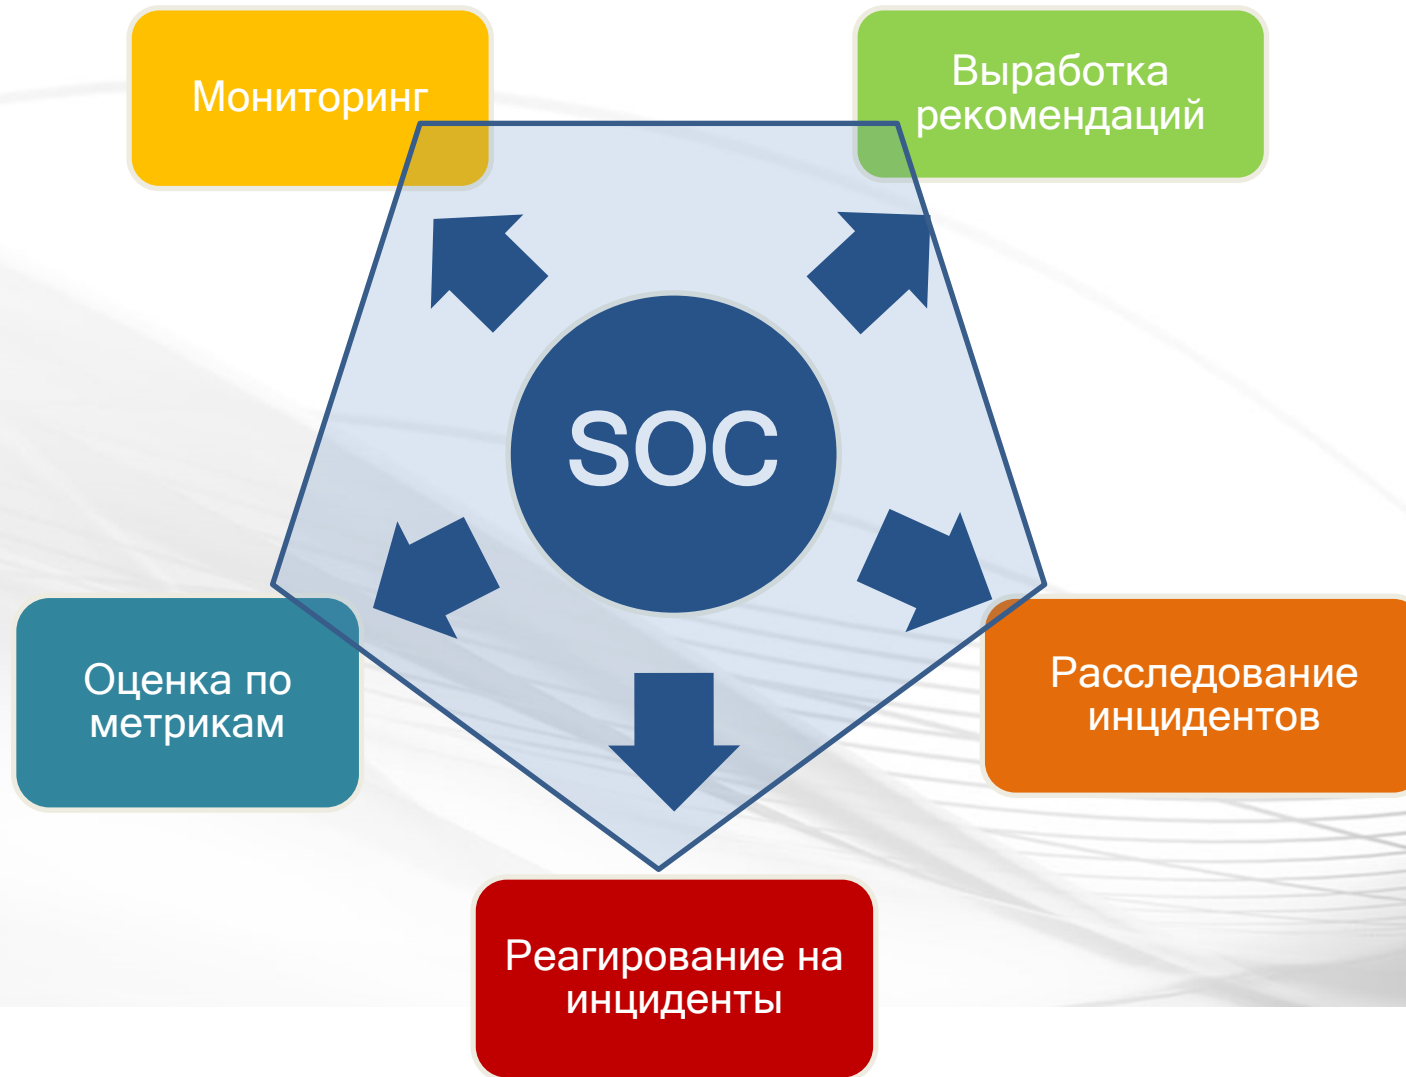 Мониторинг
Выработка
рекомендаций
SOC
Оценка по
метрикам
Расследование
инцидентов
Реагирование на
инциденты